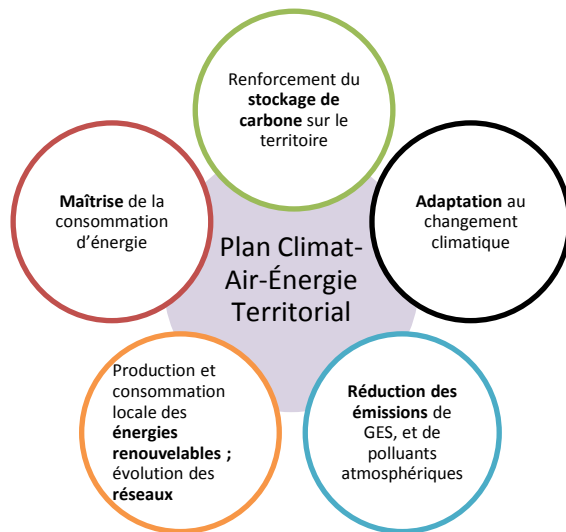 Renforcement du
stockage de
carbone sur le
territoire
Maîtrise de la
consommation
d'énergie
Adaptation au
changement
climatique
Plan Climat-
Air-Énergie
Territorial
Production et
consommation
locale des
énergies
renouvelables ;
évolution des
réseaux
Réduction des
émissions de
GES, et de
polluants
atmosphériques